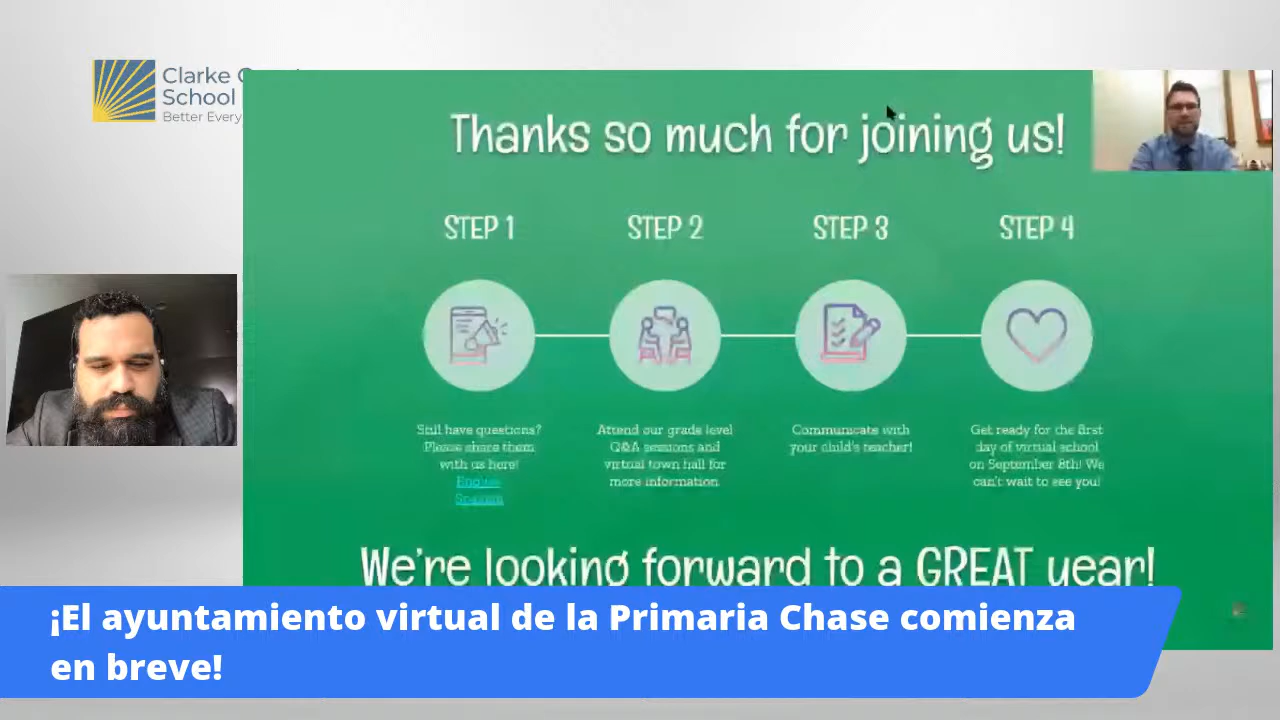 Clarke
School
Better Every
Thanks so much for joining us!
STEP 1
STEP 2
STEP 3
STEP 4
Still have questions?
Please share them
with us here!
English
Spanish
Attend our grade level
Q&A sessions and
virtual town hall for
more information.
Communicate with
your child's teacher!
Get ready for the first
day of virtual school
on September 8th! We
can't wait to see you!
We're looking forward to a GREAT year!
¡El ayuntamiento virtual de la Primaria Chase comienza
en breve!